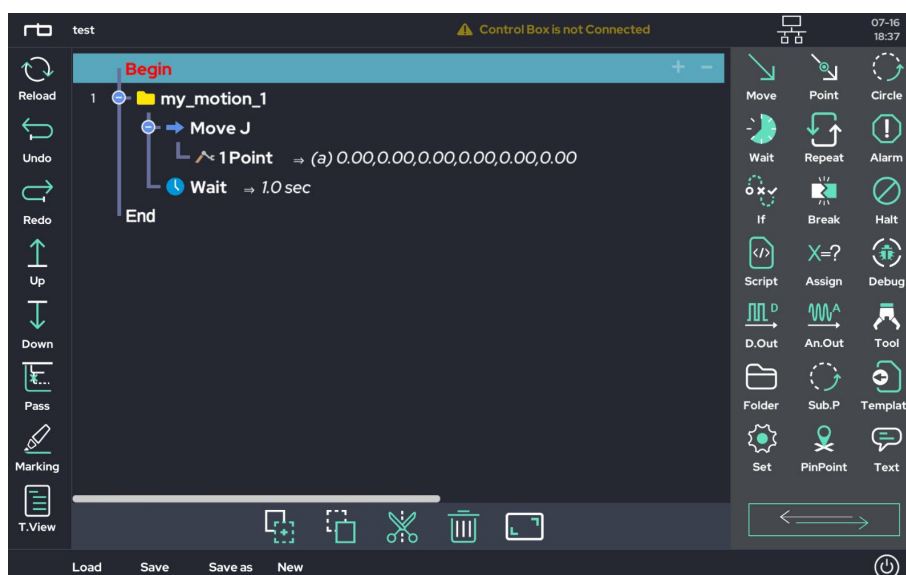 test
Control Box is not Connected
07-16
18:37
Reload
Undo
Redo
Up
Down
Pass
Marking
T.View
Begin
+ -
1 my_motion_1
Move J
1 Point ⇒ (a) 0.00,0.00,0.00,0.00,0.00,0.00
Wait ⇒ 1.0 sec
End
Move Point Circle
Wait Repeat Alarm
If Break Halt
X=?
Script Assign Debug
D A
D.Out An.Out Tool
Folder Sub.P Templat
Set PinPoint Text
Load Save Save as New